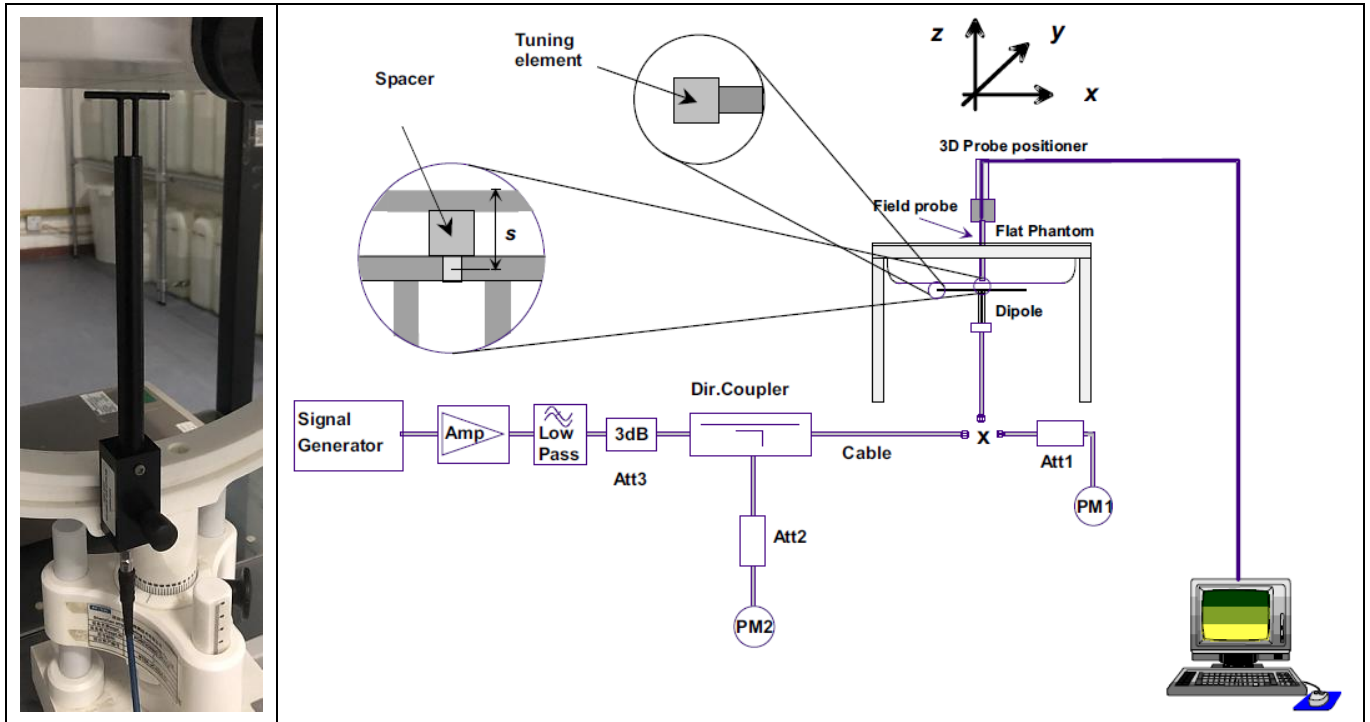 Tuning
element
Spacer
s
z
y
x
3D Probe positioner
Field probe
Flat Phantom
Dipole
Dir.Coupler
Signal
Generator
Amp
Low
Pass
3dB
Att3
Cable
x
Att1
PM1
Att2
PM2